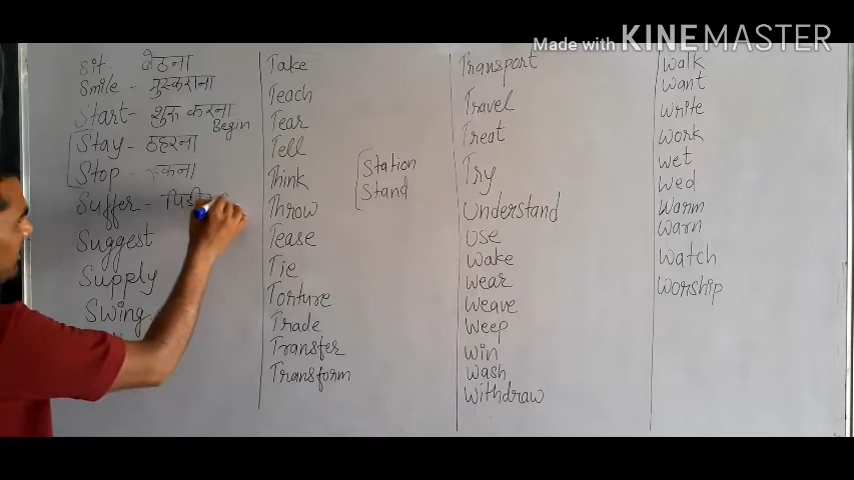 Made with KINEMASTER
Sit- बैठना
Smile - मुस्कराना
Start- शुरू करना
Begin
Stay- ठहरना
Stop -
Suffer-
Suggest
Supply
Swing
Take
Teach
Tear
Tell
Think
Throw
Tease
Tie
Torture
Trade
Transfer
Transform
Station
Stand
Transport
Travel
Treat
Try
Understand
Use
Wake
Wear
Weave
Weep
Win
Wash
Withdraw
Walk
Want
Write
Work
Wet
Wed
Warm
Warn
Watch
Worship